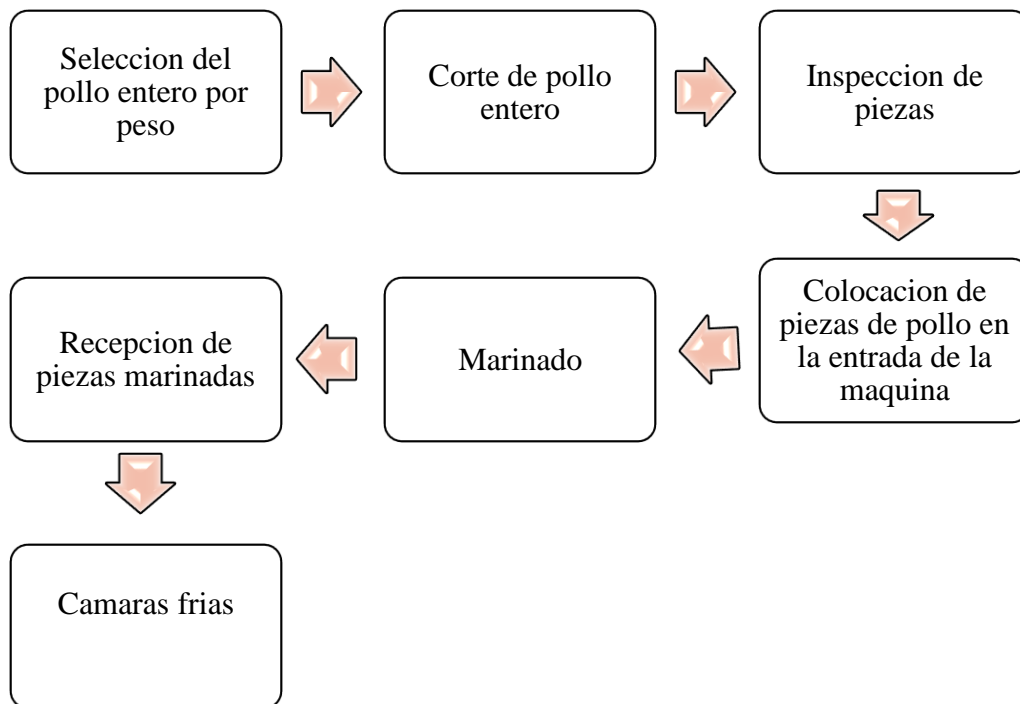 Seleccion del
pollo entero por
peso
Corte de pollo
entero
Inspeccion de
piezas
Colocacion de
piezas de pollo en
la entrada de la
maquina
Marinado
Recepcion de
piezas marinadas
Camaras frias